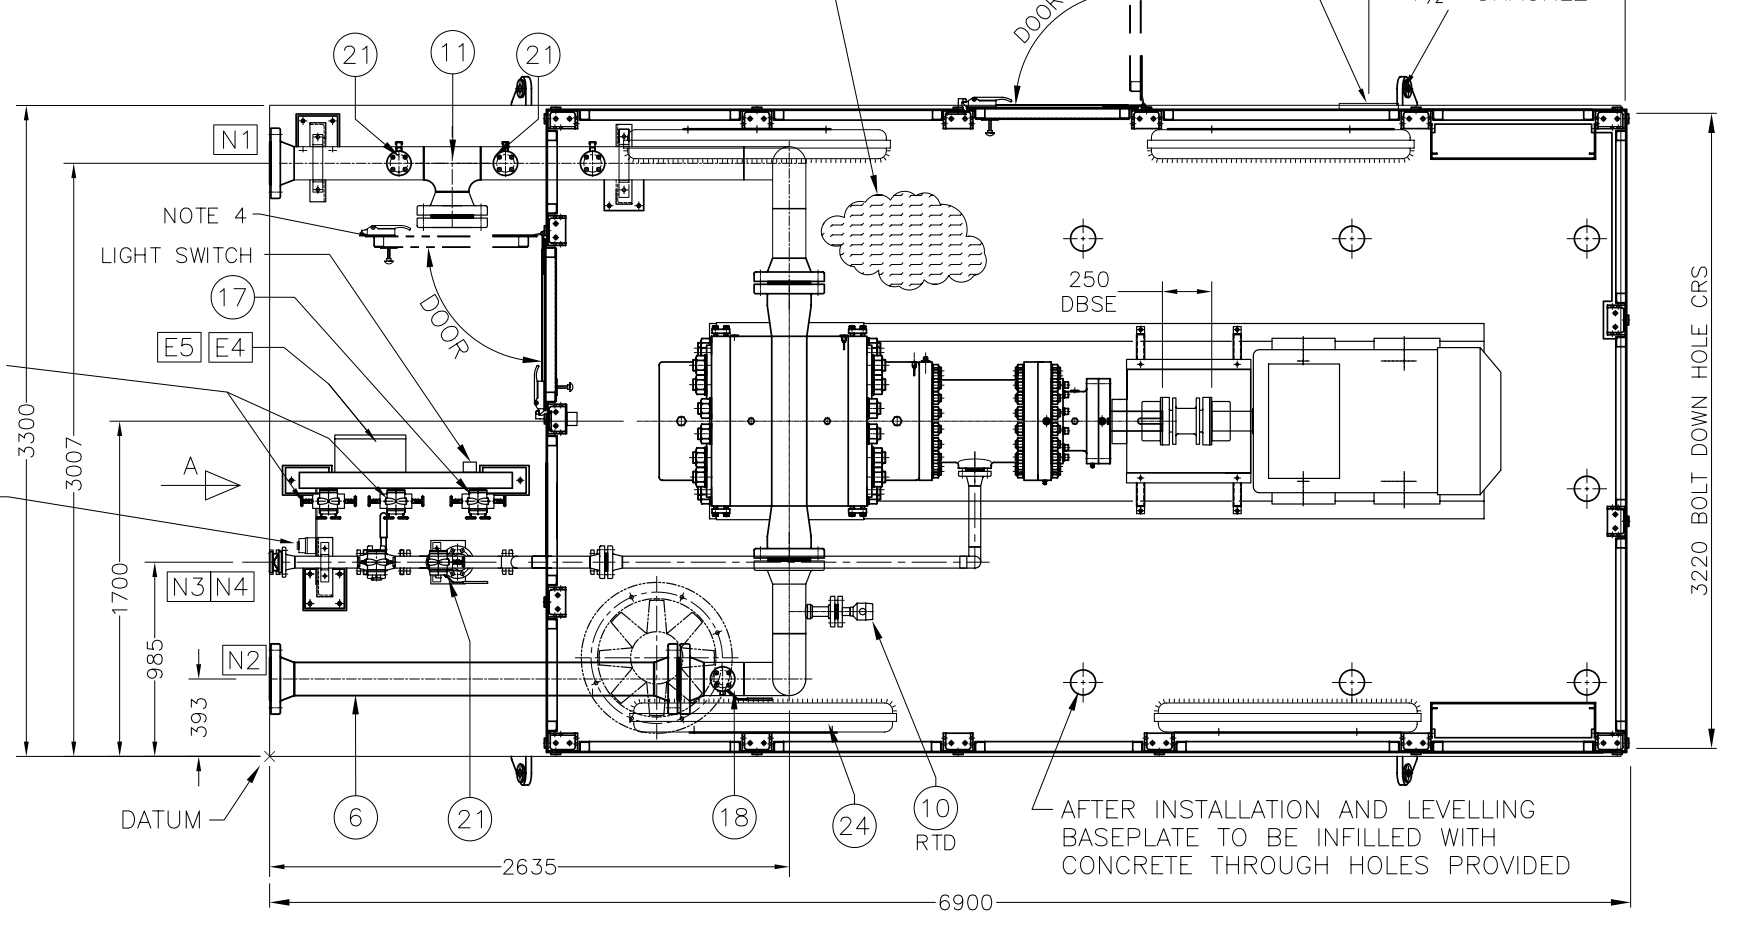 DOOR
21
11
21
N1
NOTE 4
LIGHT SWITCH
17
E5 E4
DOOR
250
DBSE
A
3300
3007
1700
985
393
N3 N4
N2
3220 BOLT DOWN HOLE CRS
DATUM
6
21
18
24
10
RTD
AFTER INSTALLATION AND LEVELLING
BASEPLATE TO BE INFILLED WITH
CONCRETE THROUGH HOLES PROVIDED
2635
6900